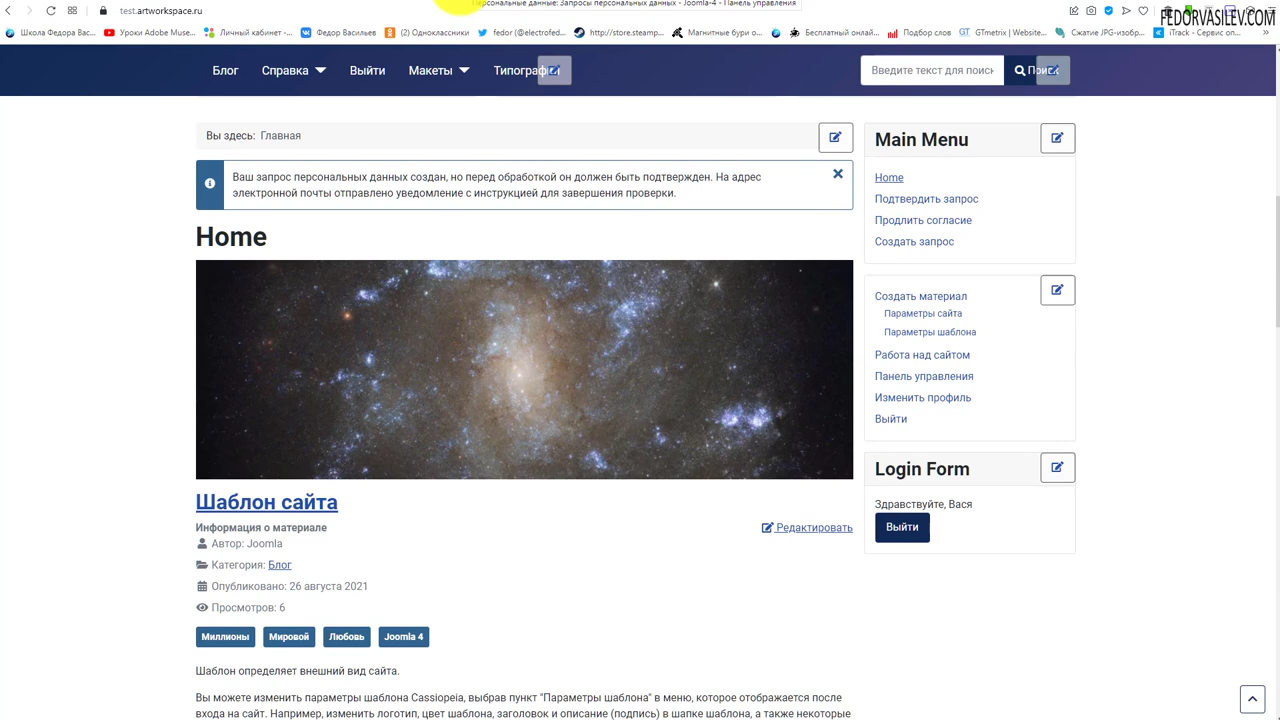 Персональные данные: Запросы персональных данных - Joomla-4 - Панель управления
test.artworkspace.ru
FEDORVASILEV.COM
Школа Федора Вас... Уроки Adobe Muse... Личный кабинет -... Федор Васильев (2) Одноклассники fedor (@electrofed... http://store.steamp... Магнитные бури о... Бесплатный онлай... Подбор слов GTmetrix | Website... Сжатие JPG-изобр... iTrack - Сервис оп... »
Блог Справка Выйти Макеты Типография Введите текст для поиск Поиск
Вы здесь: Главная
Ваш запрос персональных данных создан, но перед обработкой он должен быть подтвержден. На адрес
электронной почты отправлено уведомление с инструкцией для завершения проверки.
Home
Шаблон сайта
Информация о материале
Редактировать
Автор: Joomla
Категория: Блог
Опубликовано: 26 августа 2021
Просмотров: 6
Миллионы Мировой Любовь Joomla 4
Шаблон определяет внешний вид сайта.
Вы можете изменить параметры шаблона Cassiopeia, выбрав пункт "Параметры шаблона" в меню, которое отображается после
входа на сайт. Например, изменить логотип, цвет шаблона, заголовок и описание (подпись) в шапке шаблона, а также некоторые
Main Menu
Home
Подтвердить запрос
Продлить согласие
Создать запрос
Создать материал
Параметры сайта
Параметры шаблона
Работа над сайтом
Панель управления
Изменить профиль
Выйти
Login Form
Здравствуйте, Вася
Выйти